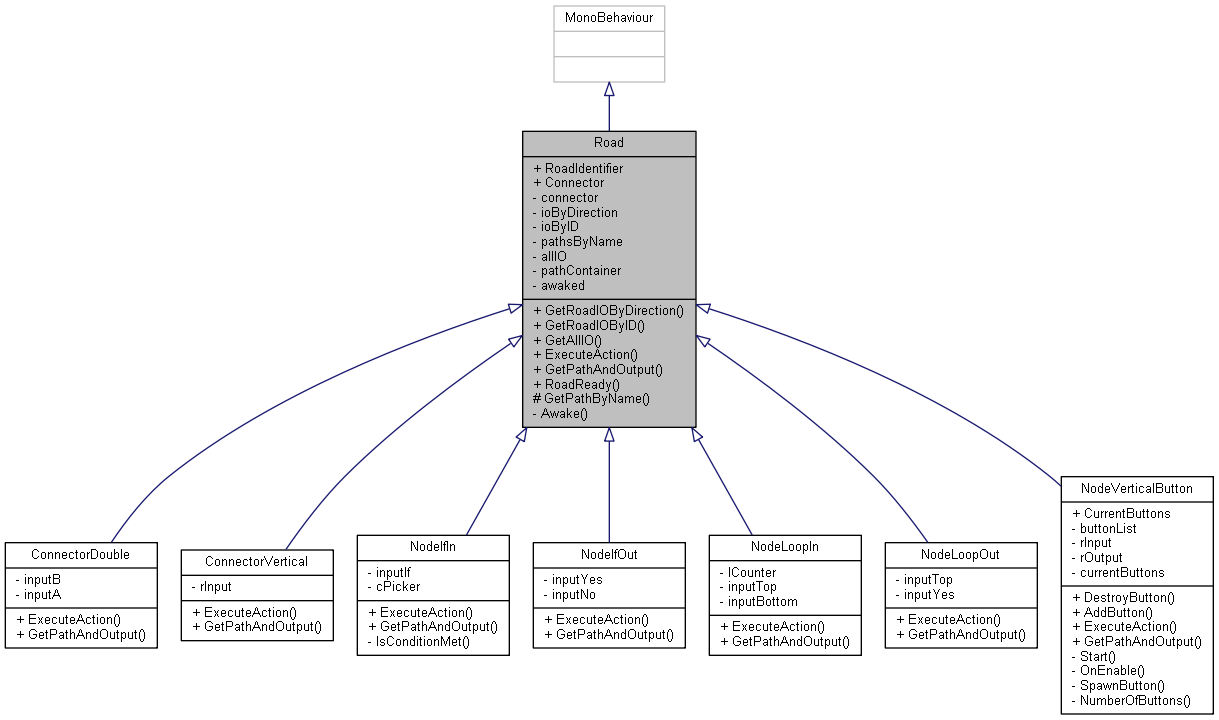 MonoBehaviour
Road
+ RoadIdentifier
+ Connector
- connector
- ioByDirection
- ioByID
- pathsByName
- allIO
- pathContainer
- awaked
+ GetRoadIOByDirection()
+ GetRoadIOByID()
+ GetAllIO()
+ ExecuteAction()
+ GetPathAndOutput()
+ RoadReady()
# GetPathByName()
- Awake()
ConnectorDouble
- inputB
- inputA
+ ExecuteAction()
+ GetPathAndOutput()
ConnectorVertical
- rInput
+ ExecuteAction()
+ GetPathAndOutput()
NodeIfIn
- inputIf
- cPicker
+ ExecuteAction()
+ GetPathAndOutput()
- IsConditionMet()
NodeIfOut
- inputYes
- inputNo
+ ExecuteAction()
+ GetPathAndOutput()
NodeLoopIn
- lCounter
- inputTop
- inputBottom
+ ExecuteAction()
+ GetPathAndOutput()
NodeLoopOut
- inputTop
- inputYes
+ ExecuteAction()
+ GetPathAndOutput()
NodeVerticalButton
+ CurrentButtons
- buttonList
- rInput
- rOutput
- currentButtons
+ DestroyButton()
+ AddButton()
+ ExecuteAction()
+ GetPathAndOutput()
- Start()
- OnEnable()
- SpawnButton()
- NumberOfButtons()